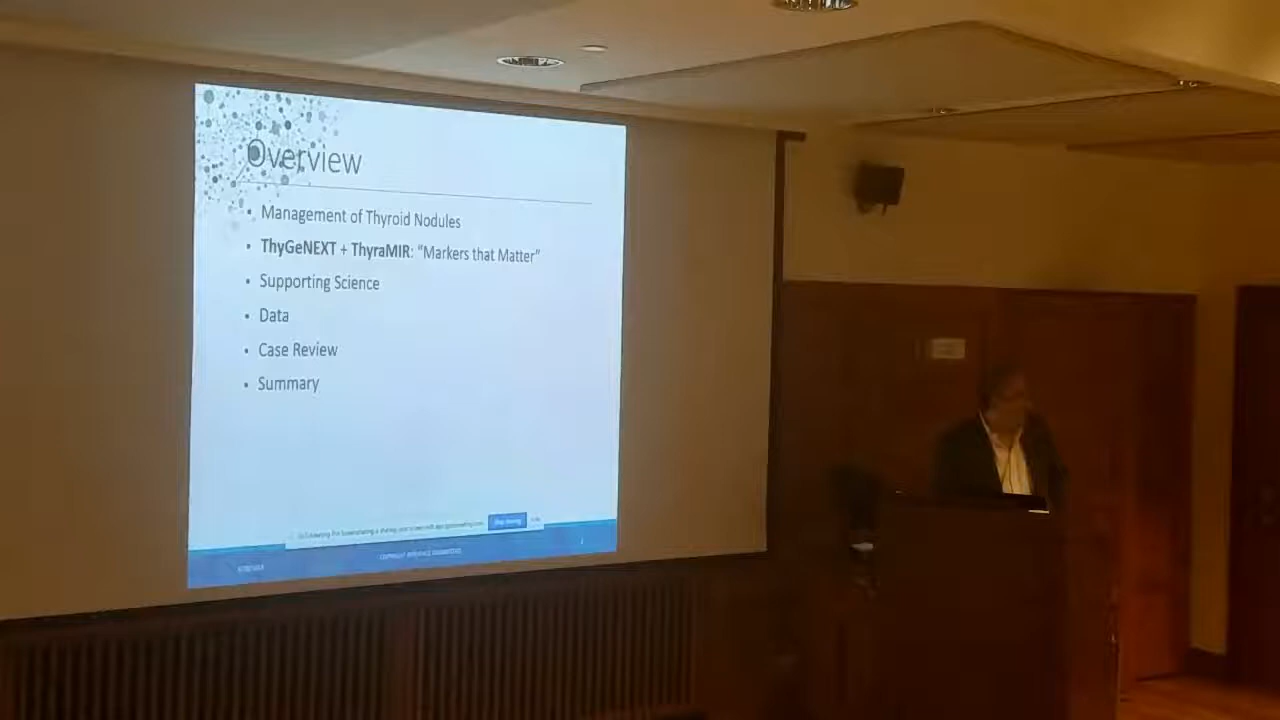 Overview
• Management of Thyroid Nodules
• ThyGeNEXT + ThyraMIR: “Markers that Matter”
• Supporting Science
• Data
• Case Review
• Summary